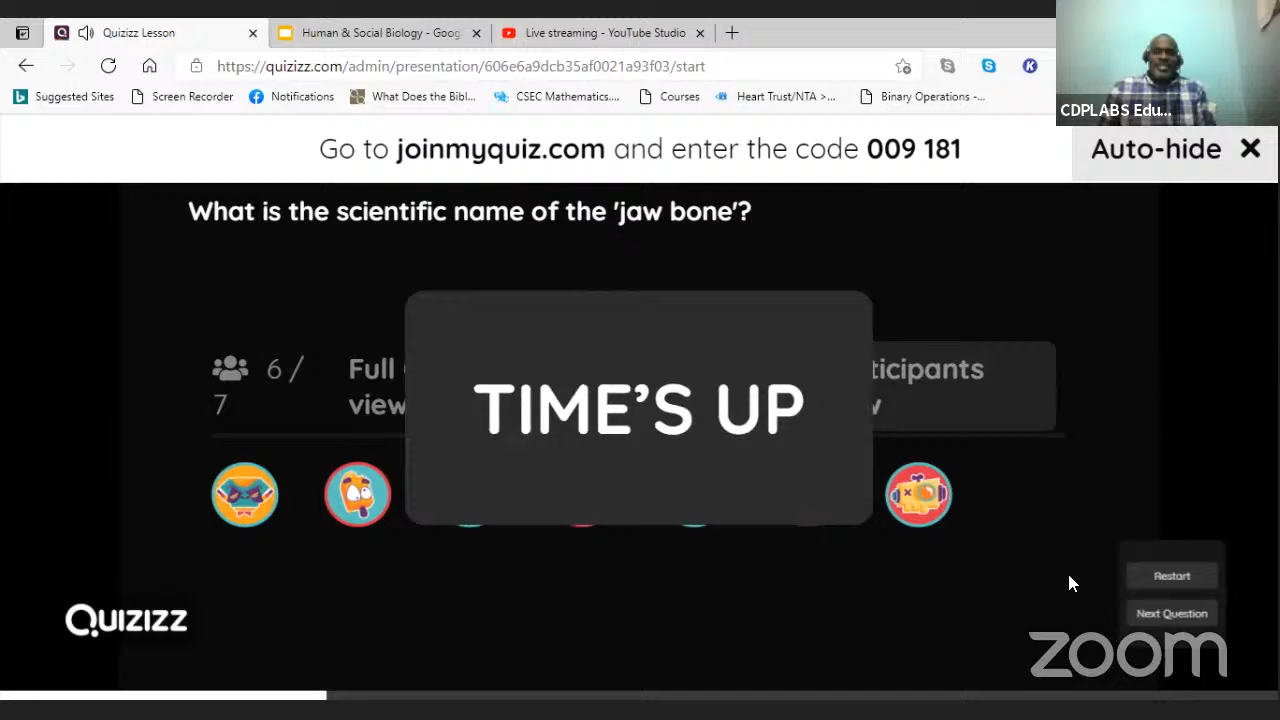 Quizizz Lesson
Human & Social Biology - Goog
Live streaming - YouTube Studio
https://quizizz.com/admin/presentation/606e6a9dcb35af0021a93f03/start
Suggested Sites
Screen Recorder
Notifications
What Does the Bibl...
CSEC Mathematics....
Courses
Heart Trust/NTA >...
Binary Operations -...
CDPLABS Edu...
Go to joinmyquiz.com and enter the code 009 181
Auto-hide
What is the scientific name of the 'jaw bone'?
6 /
7
Full
view
ticipants
TIME'S UP
Restart
Next Question
Quizizz
zoom